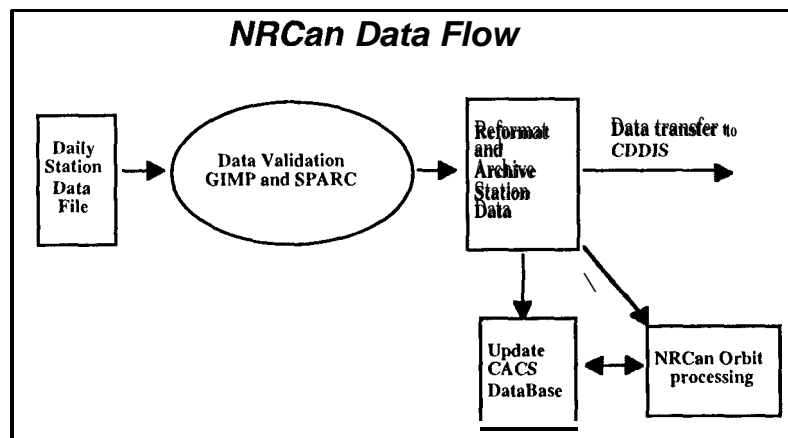 NRCan Data Flow
Daily
Station
Data
File
Data Validation
GIMP and SPARC
Reformat
and
Archive
Station
Data
Data transfer to
CDDIS
Update
CACS
DataBase
NRCan Orbit
processing